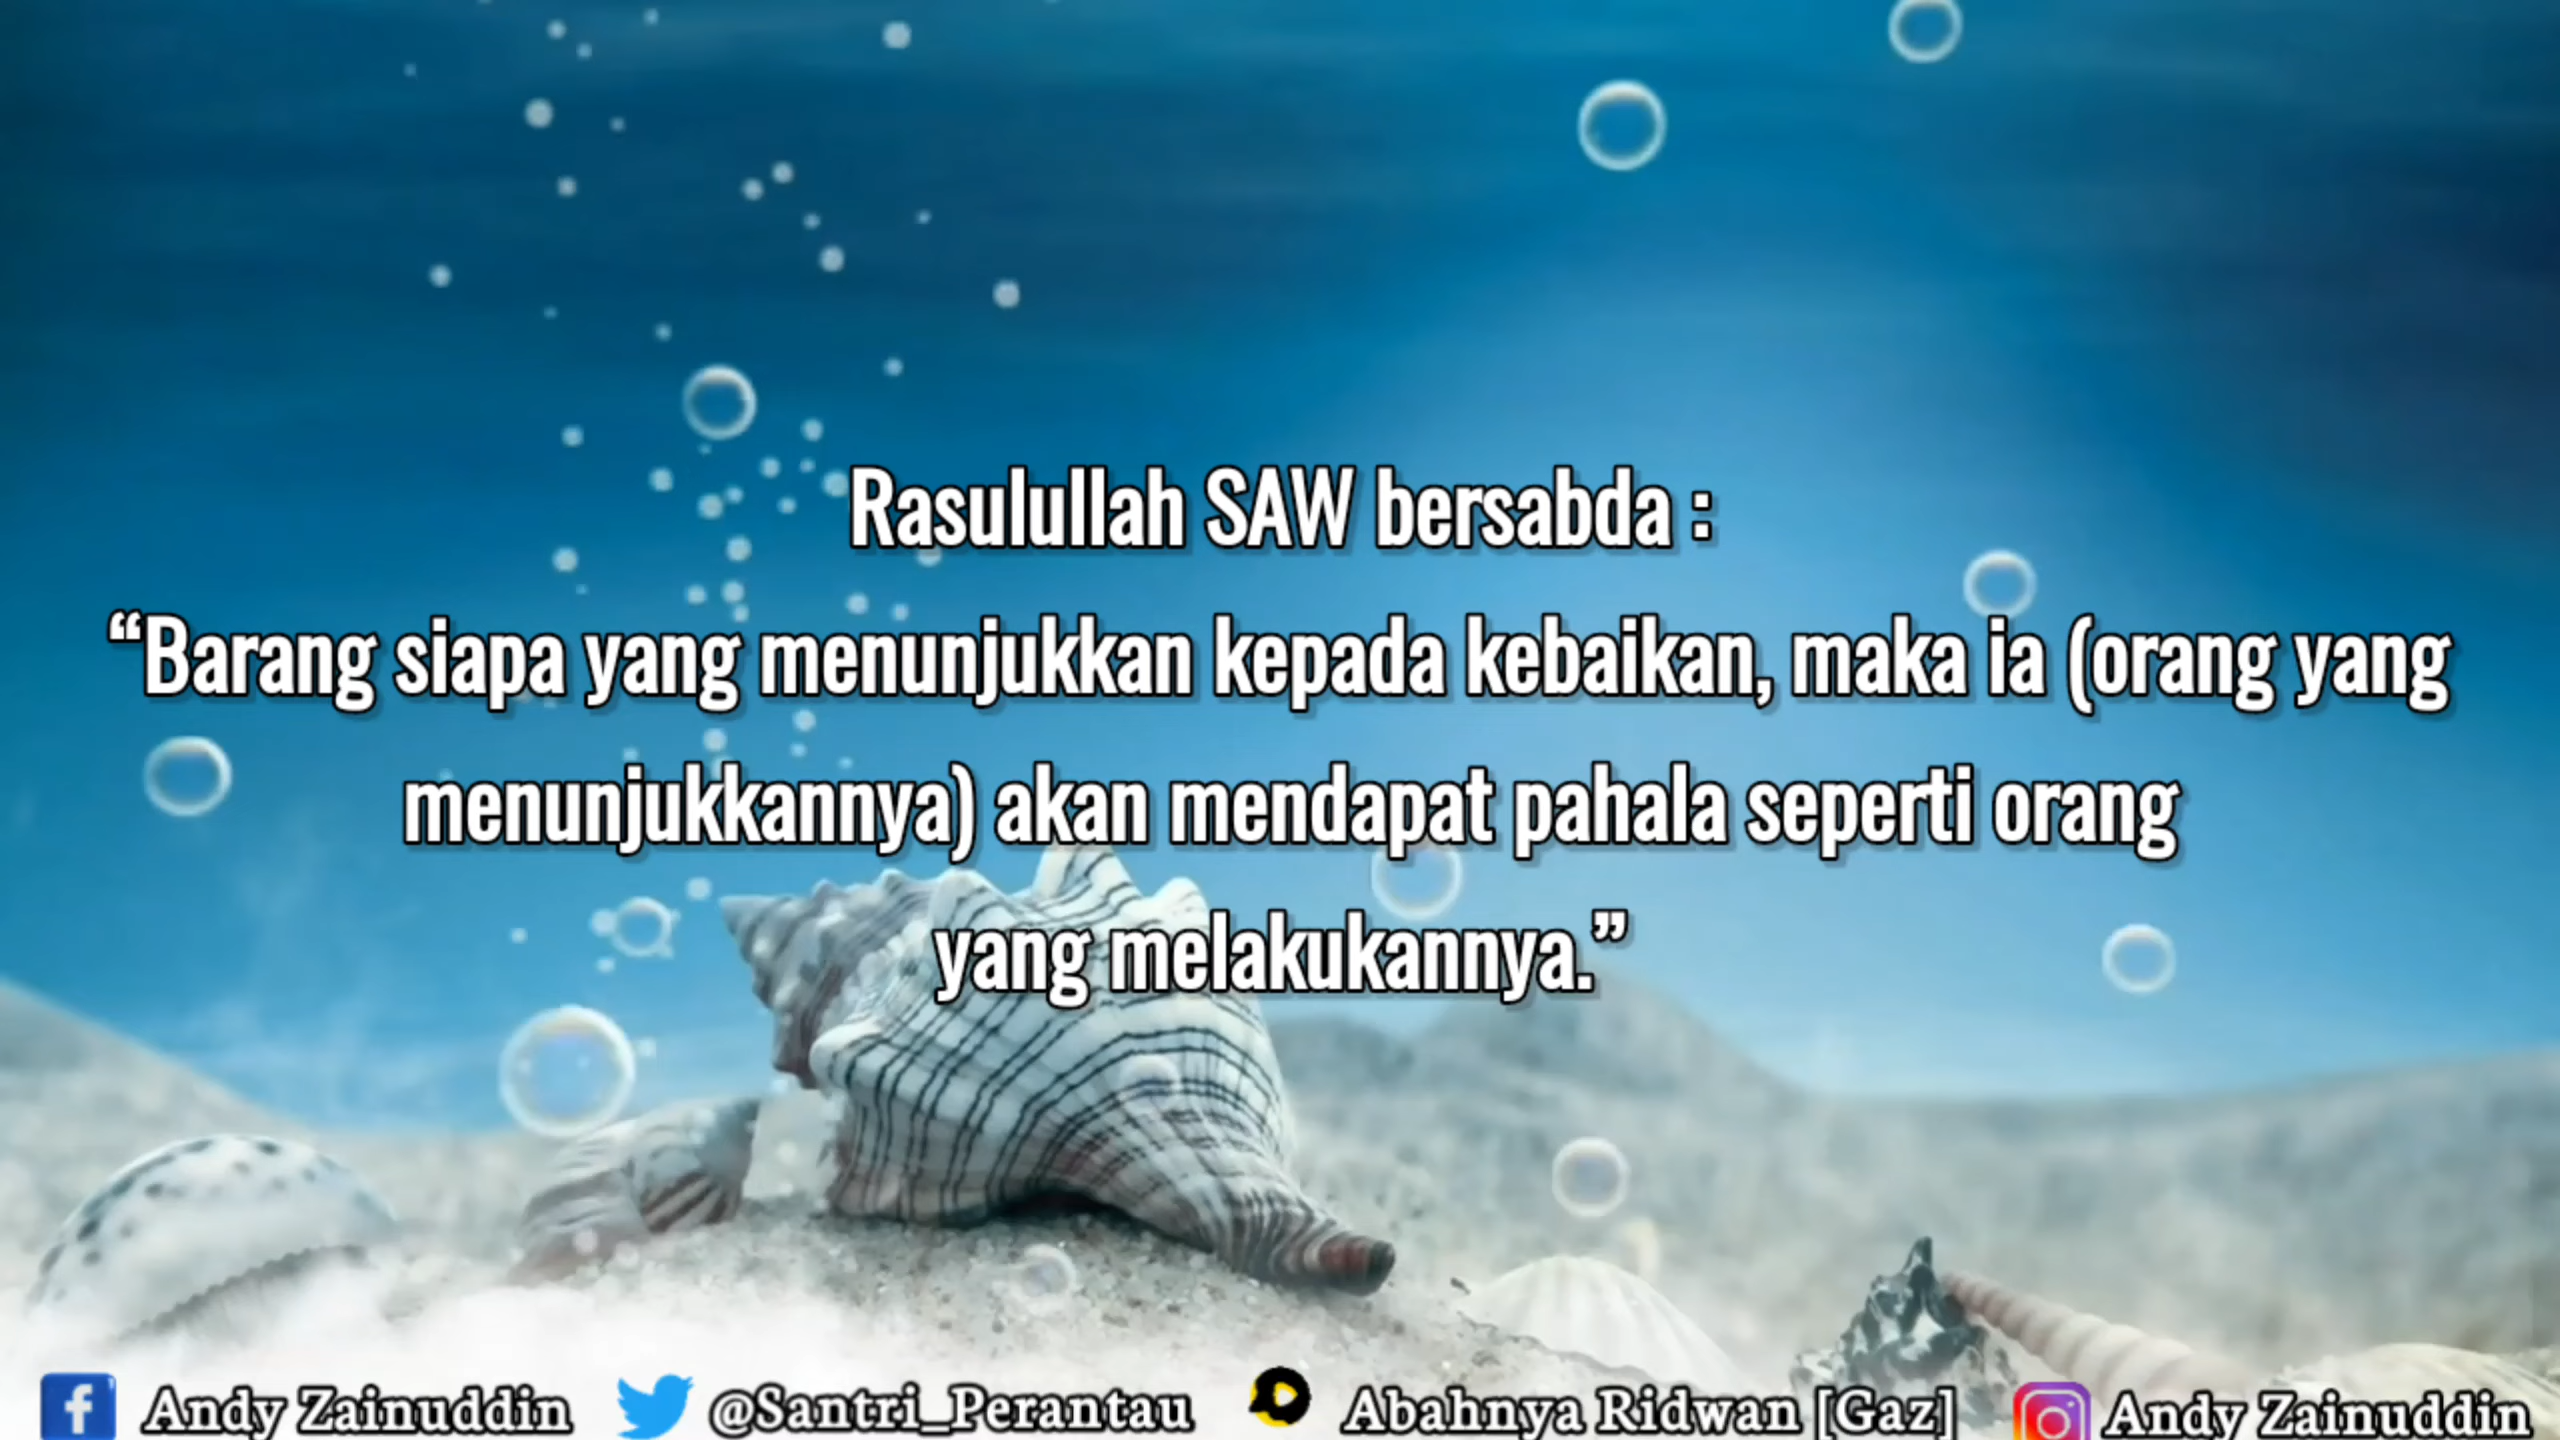 Rasulullah SAW bersabda :
“Barang siapa yang menunjukkan kepada kebaikan, maka ia (orang yang
menunjukkannya) akan mendapat pahala seperti orang
yang melakukannya.”
Andy Zainuddin @Santri_Perantau Abahnya Ridwan [Gaz] Andy Zainuddin